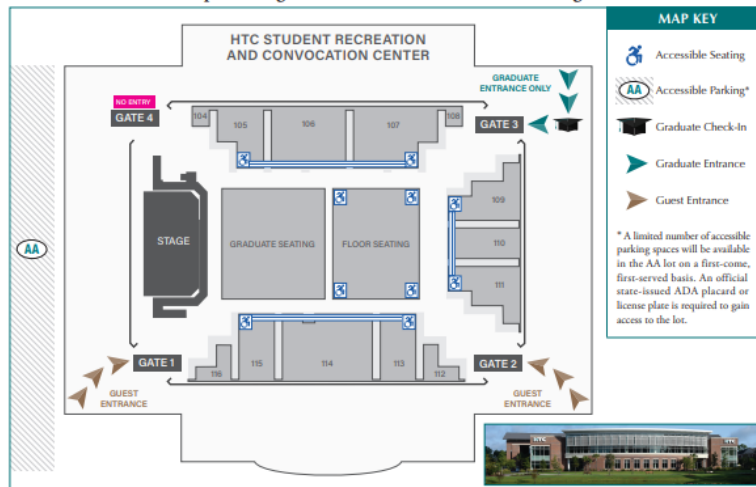 HTC STUDENT RECREATION
AND CONVOCATION CENTER
GRADUATE
ENTRANCE ONLY
NO ENTRY
GATE 4
GATE 3
104
105
106
107
108
109
110
111
STAGE
GRADUATE SEATING
FLOOR SEATING
AA
GATE 1
GATE 2
116
115
114
113
112
GUEST
ENTRANCE
GUEST
ENTRANCE
MAP KEY
Accessible Seating
AA Accessible Parking*
Graduate Check-In
Graduate Entrance
Guest Entrance
* A limited number of accessible
parking spaces will be available
in the AA lot on a first-come,
first-served basis. An official
state-issued ADA placard or
license plate is required to gain
access to the lot.
HTC
HTC